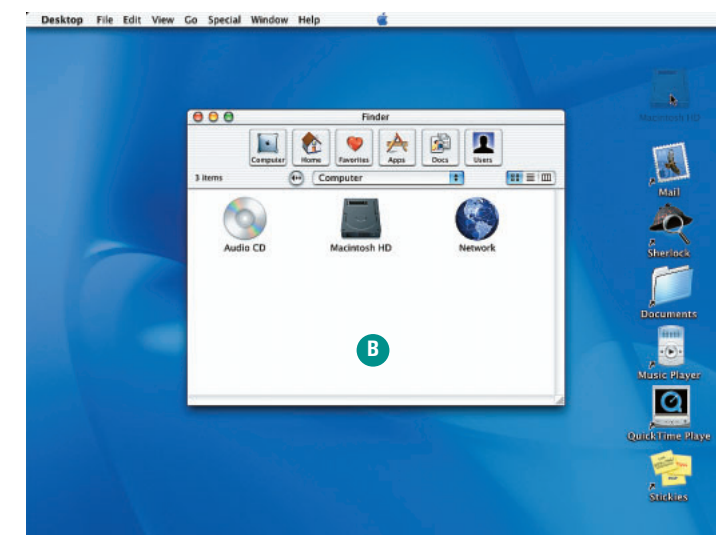 Desktop File Edit View Go Special Window Help
Finder
Computer Home Favorites Apps Docs Users
3 items Computer
Audio CD Macintosh HD Network
B
Macintosh HD
Mail
Sherlock
Documents
Music Player
QuickTime Playe
Stickies